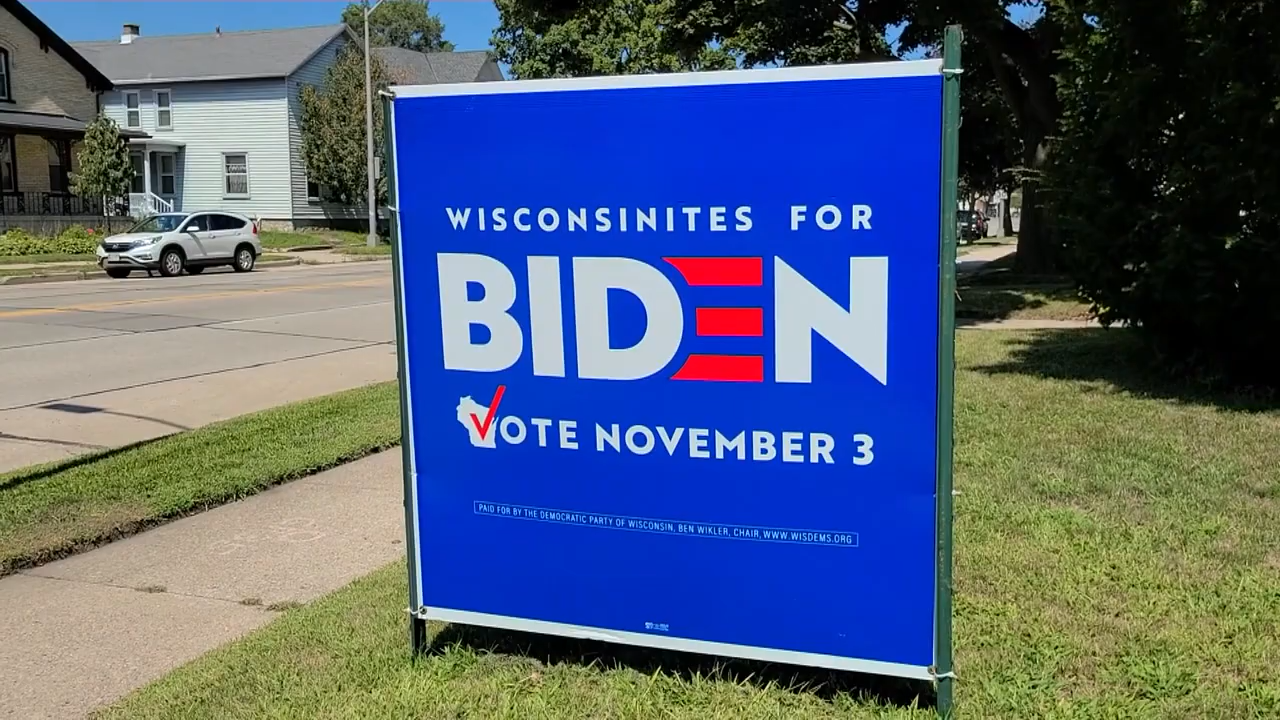 WISCONSINITES FOR
BIDEN
VOTE NOVEMBER 3
PAID FOR BY THE DEMOCRATIC PARTY OF WISCONSIN, BEN WIKLER, CHAIR, WWW.WISDEMS.ORG